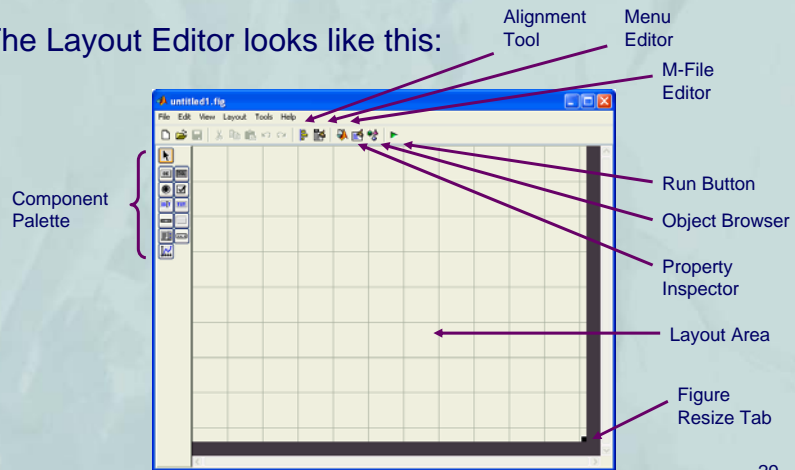 The Layout Editor looks like this:
Alignment
Tool
Menu
Editor
M-File
Editor
untitled1.fig
File Edit View Layout Tools Help
Component
Palette
Run Button
Object Browser
Property
Inspector
Layout Area
Figure
Resize Tab